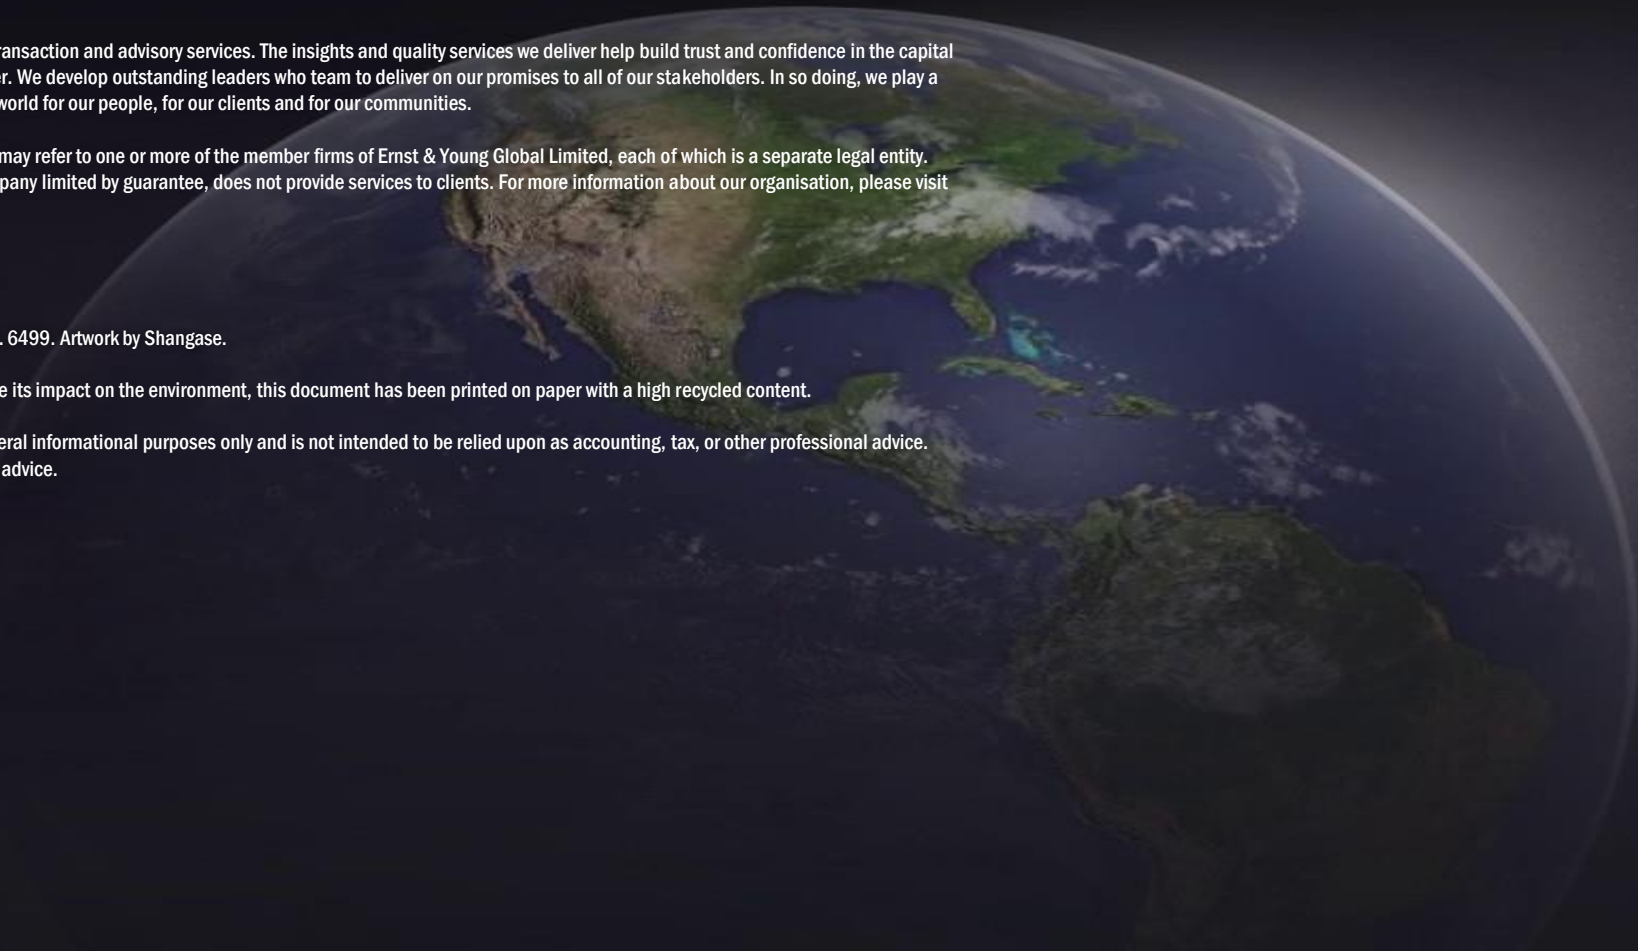 ransaction and advisory services. The insights and quality services we deliver help build trust and confidence in the capital
er. We develop outstanding leaders who team to deliver on our promises to all of our stakeholders. In so doing, we play a
world for our people, for our clients and for our communities.
may refer to one or more of the member firms of Ernst & Young Global Limited, each of which is a separate legal entity.
pany limited by guarantee, does not provide services to clients. For more information about our organisation, please visit
. 6499. Artwork by Shangase.
e its impact on the environment, this document has been printed on paper with a high recycled content.
eral informational purposes only and is not intended to be relied upon as accounting, tax, or other professional advice.
advice.